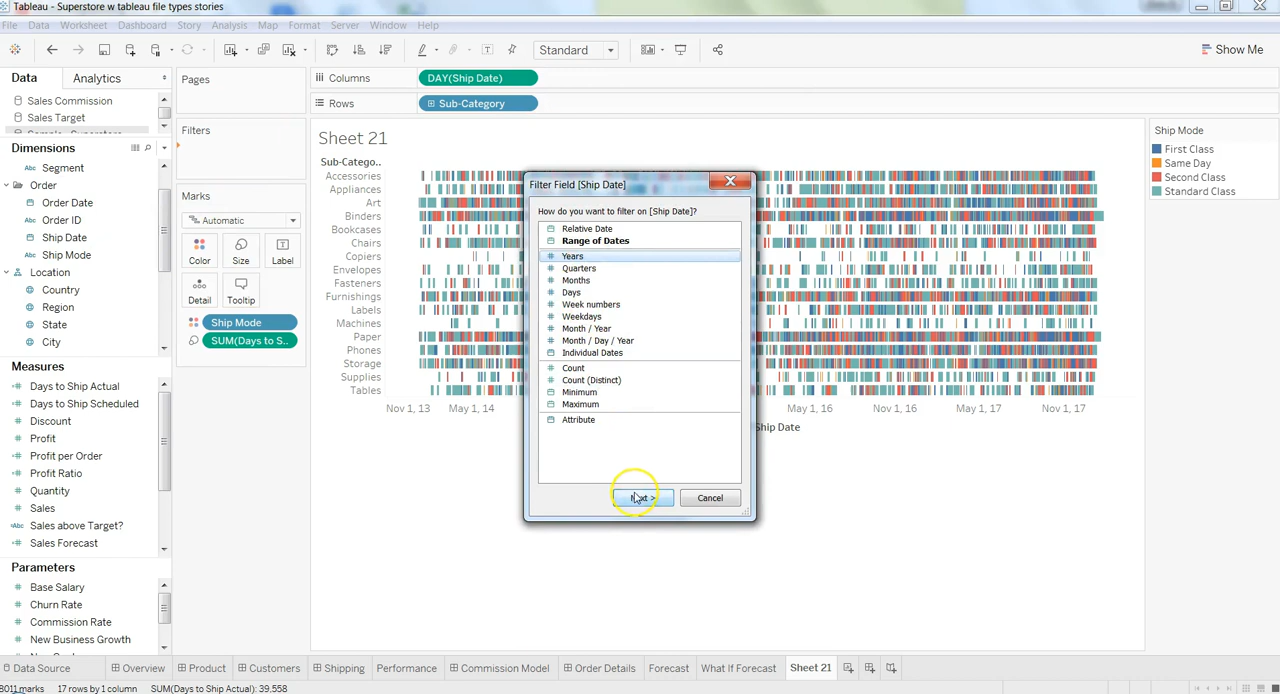 Tableau - Superstore w tableau file types stories
File Data Worksheet Dashboard Story Analysis Map Format Server Window Help
Standard
Show Me
Data
Analytics
Sales Commission
Sales Target
Dimensions
Segment
Order
Order Date
Order ID
Ship Date
Ship Mode
Location
Country
Region
State
City
Measures
Days to Ship Actual
Days to Ship Scheduled
Discount
Profit
Profit per Order
Profit Ratio
Quantity
Sales
Sales above Target?
Sales Forecast
Parameters
Base Salary
Churn Rate
Commission Rate
New Business Growth
Pages
Filters
Marks
Automatic
Color
Size
Label
Detail
Tooltip
Ship Mode
SUM(Days to S..
Columns
DAY(Ship Date)
Rows
Sub-Category
Sheet 21
Sub-Catego..
Accessories
Appliances
Art
Binders
Bookcases
Chairs
Copiers
Envelopes
Fasteners
Furnishings
Labels
Machines
Paper
Phones
Storage
Supplies
Tables
Nov 1, 13
May 1, 14
May 1, 16
Nov 1, 16
May 1, 17
Nov 1, 17
Ship Date
Filter Field [Ship Date]
How do you want to filter on [Ship Date]?
Relative Date
Range of Dates
Years
Quarters
Months
Days
Week numbers
Weekdays
Month / Year
Month / Day / Year
Individual Dates
Count
Count (Distinct)
Minimum
Maximum
Attribute
Cancel
Ship Mode
First Class
Same Day
Second Class
Standard Class
Data Source
Overview
Product
Customers
Shipping
Performance
Commission Model
Order Details
Forecast
What If Forecast
Sheet 21
8011 marks
17 rows by 1 column
SUM(Days to Ship Actual): 39.558